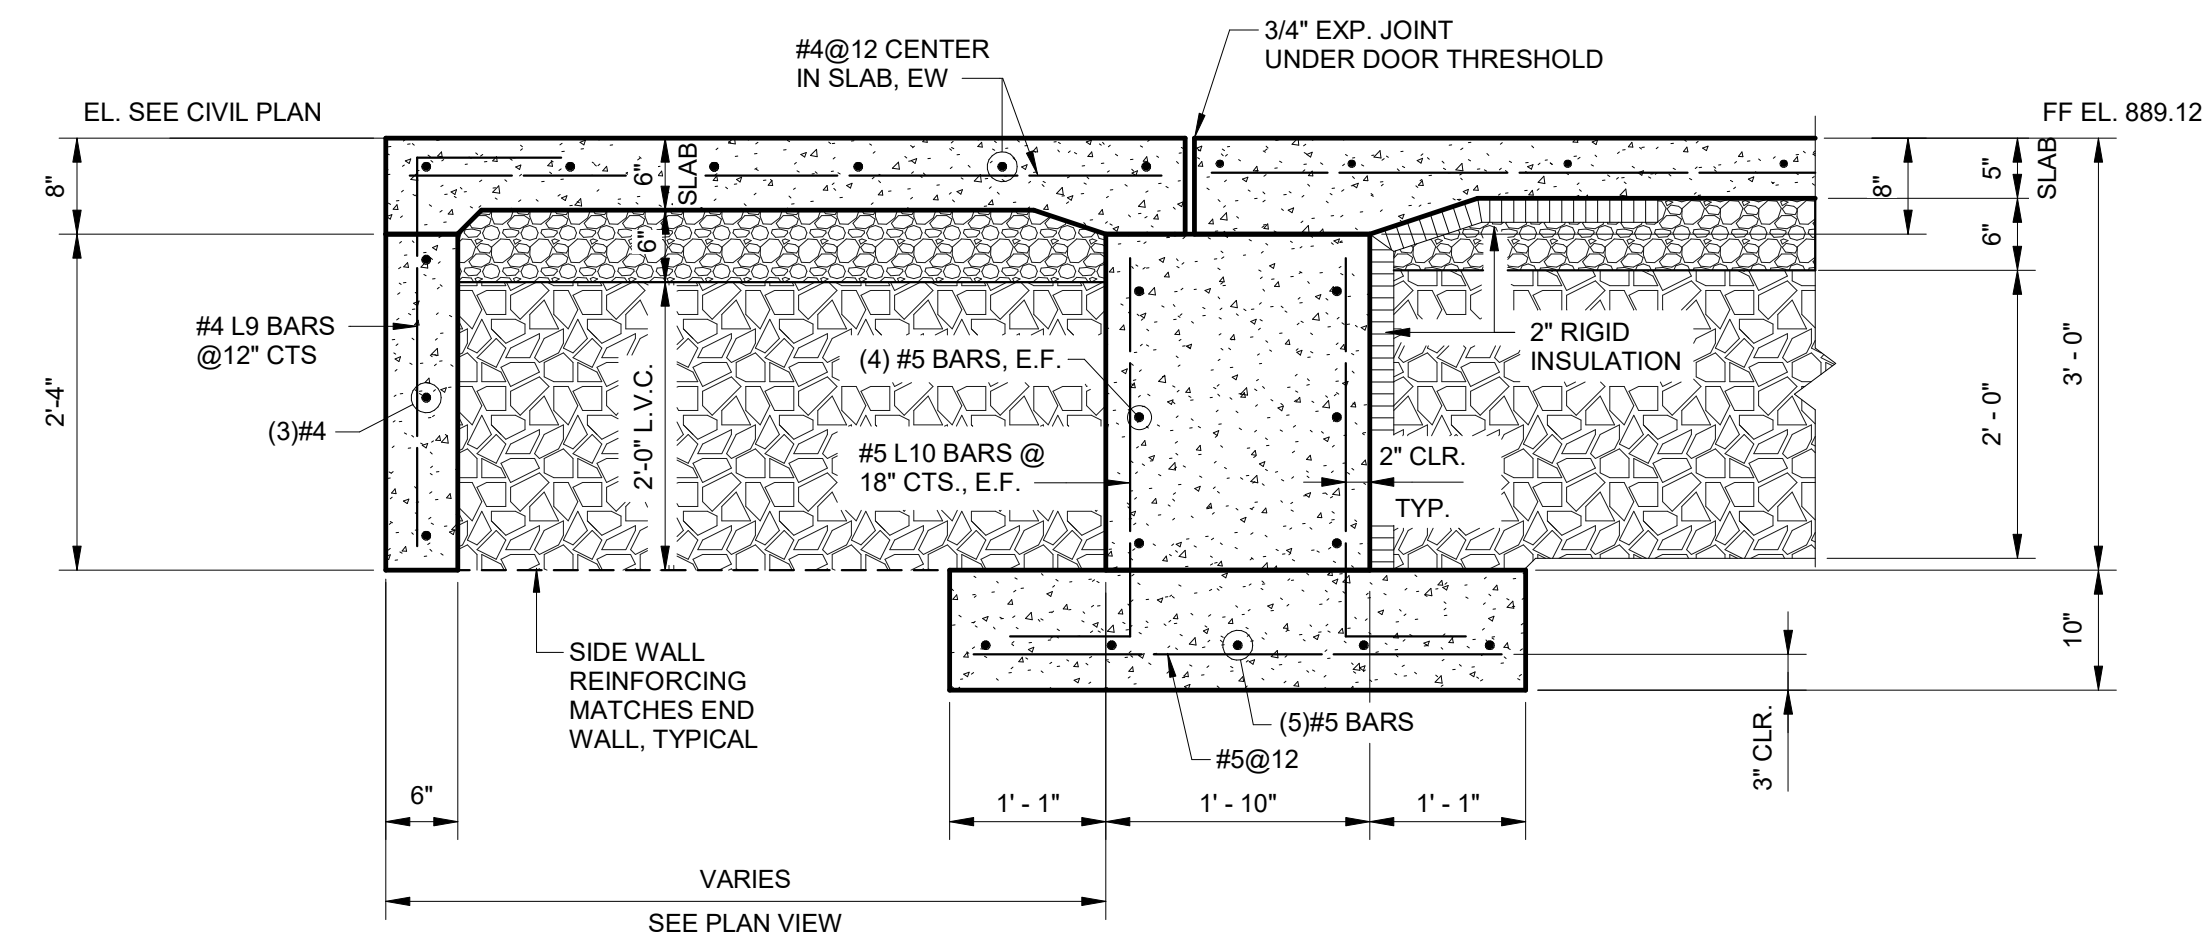 3/4" EXP. JOINT
UNDER DOOR THRESHOLD
#4@12 CENTER
IN SLAB, EW
EL. SEE CIVIL PLAN
FF EL. 889.12
8"
6"
SLAB
8"
5"
SLAB
6"
6"
#4 L9 BARS
@12" CTS
2'-4"
(3)#4
2'-0" L.V.C.
(4) #5 BARS, E.F.
#5 L10 BARS @
18" CTS., E.F.
2" RIGID
INSULATION
2" CLR.
TYP.
2' - 0"
3' - 0"
10"
SIDE WALL
REINFORCING
MATCHES END
WALL, TYPICAL
(5)#5 BARS
#5@12
3" CLR.
6"
1' - 1"
1' - 10"
1' - 1"
VARIES
SEE PLAN VIEW